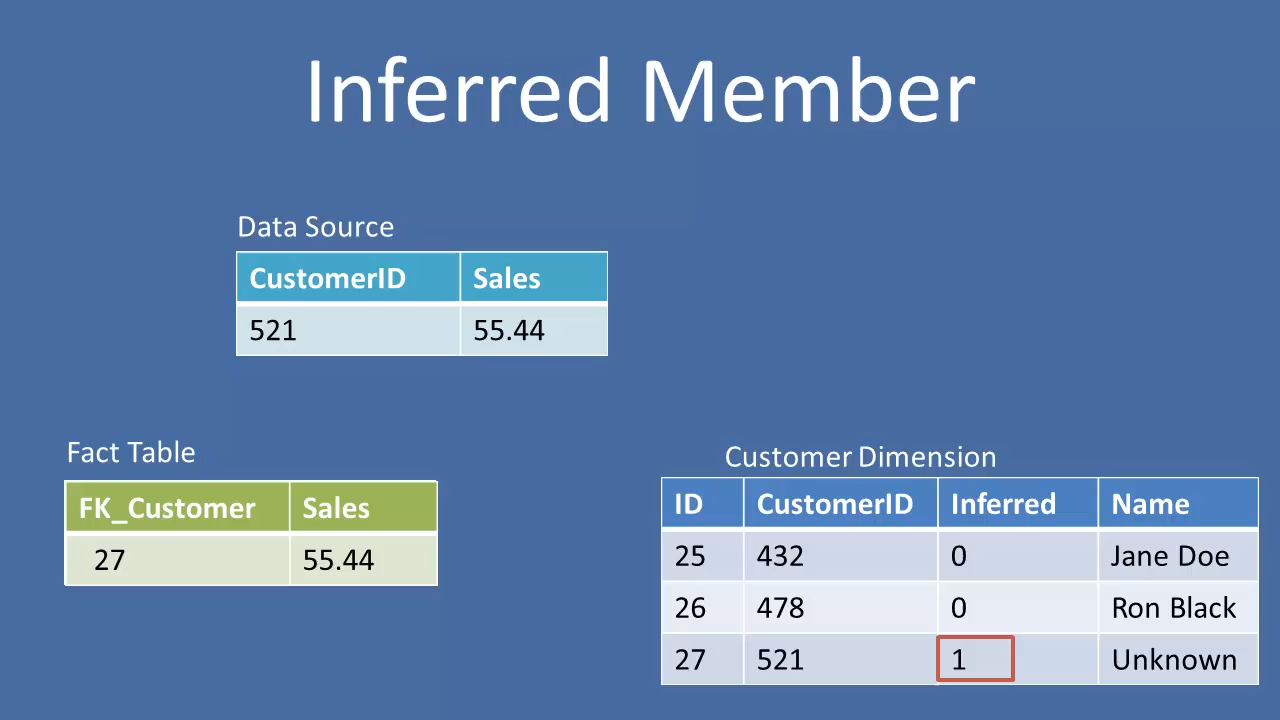 Inferred Member
Data Source
CustomerID Sales
521 55.44
Fact Table
FK_Customer Sales
27 55.44
Customer Dimension
ID CustomerID Inferred Name
25 432 0 Jane Doe
26 478 0 Ron Black
27 521 1 Unknown